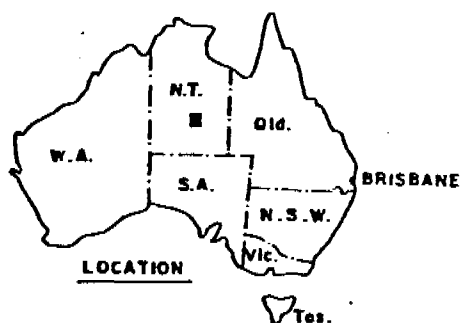 N.T.
Qld.
W.A.
S.A.
BRISBANE
N.S.W.
Vic.
LOCATION
Tas.